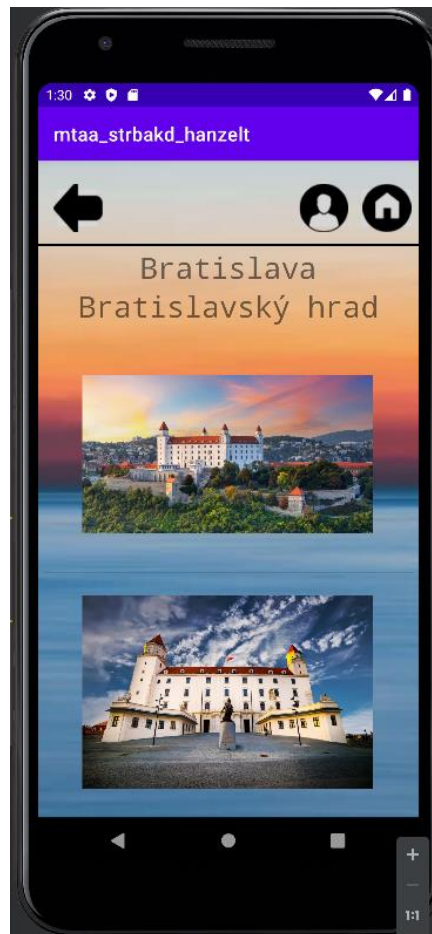 1:30
mtaa_strbakd_hanzelt
Bratislava
Bratislavský hrad
+
−
1:1